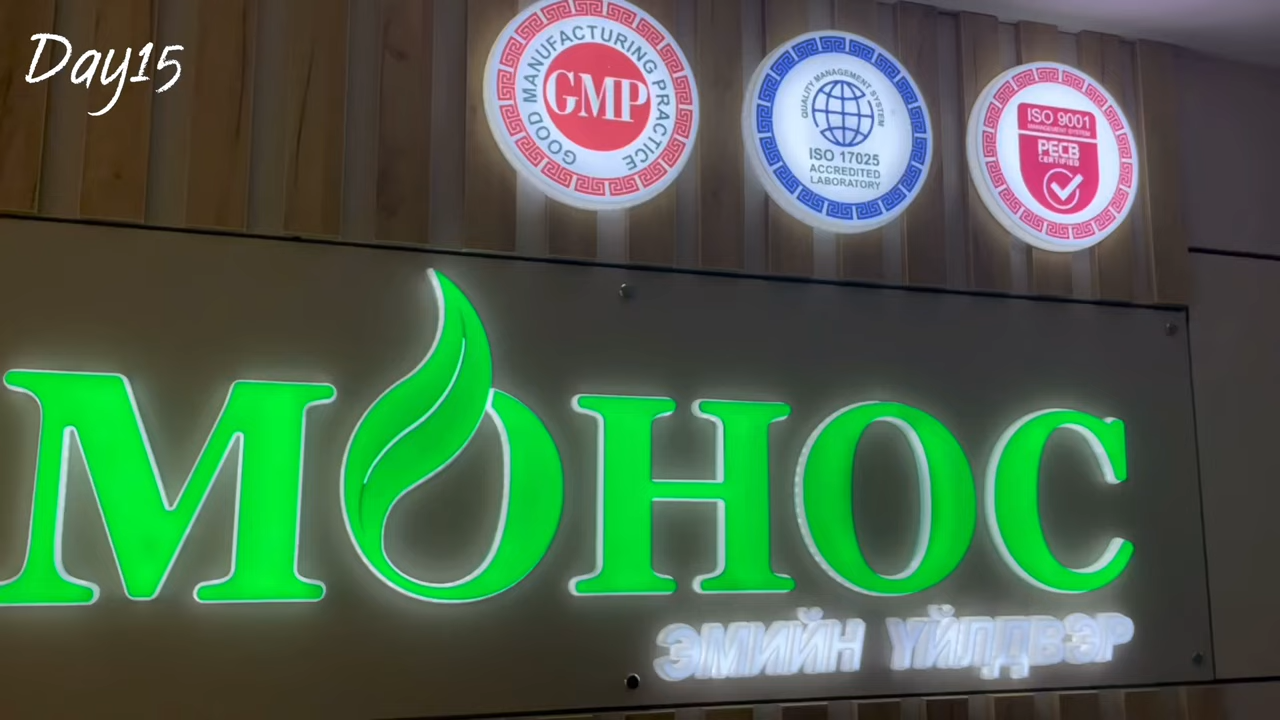 Day15
GOOD MANUFACTURING PRACTICE
GMP
QUALITY MANAGEMENT SYSTEM
ISO 17025
ACCREDITED
LABORATORY
ISO 9001
MANAGEMENT SYSTEM
PECB
CERTIFIED
МОНОС
ЭМИЙН ҮЙЛДВЭР